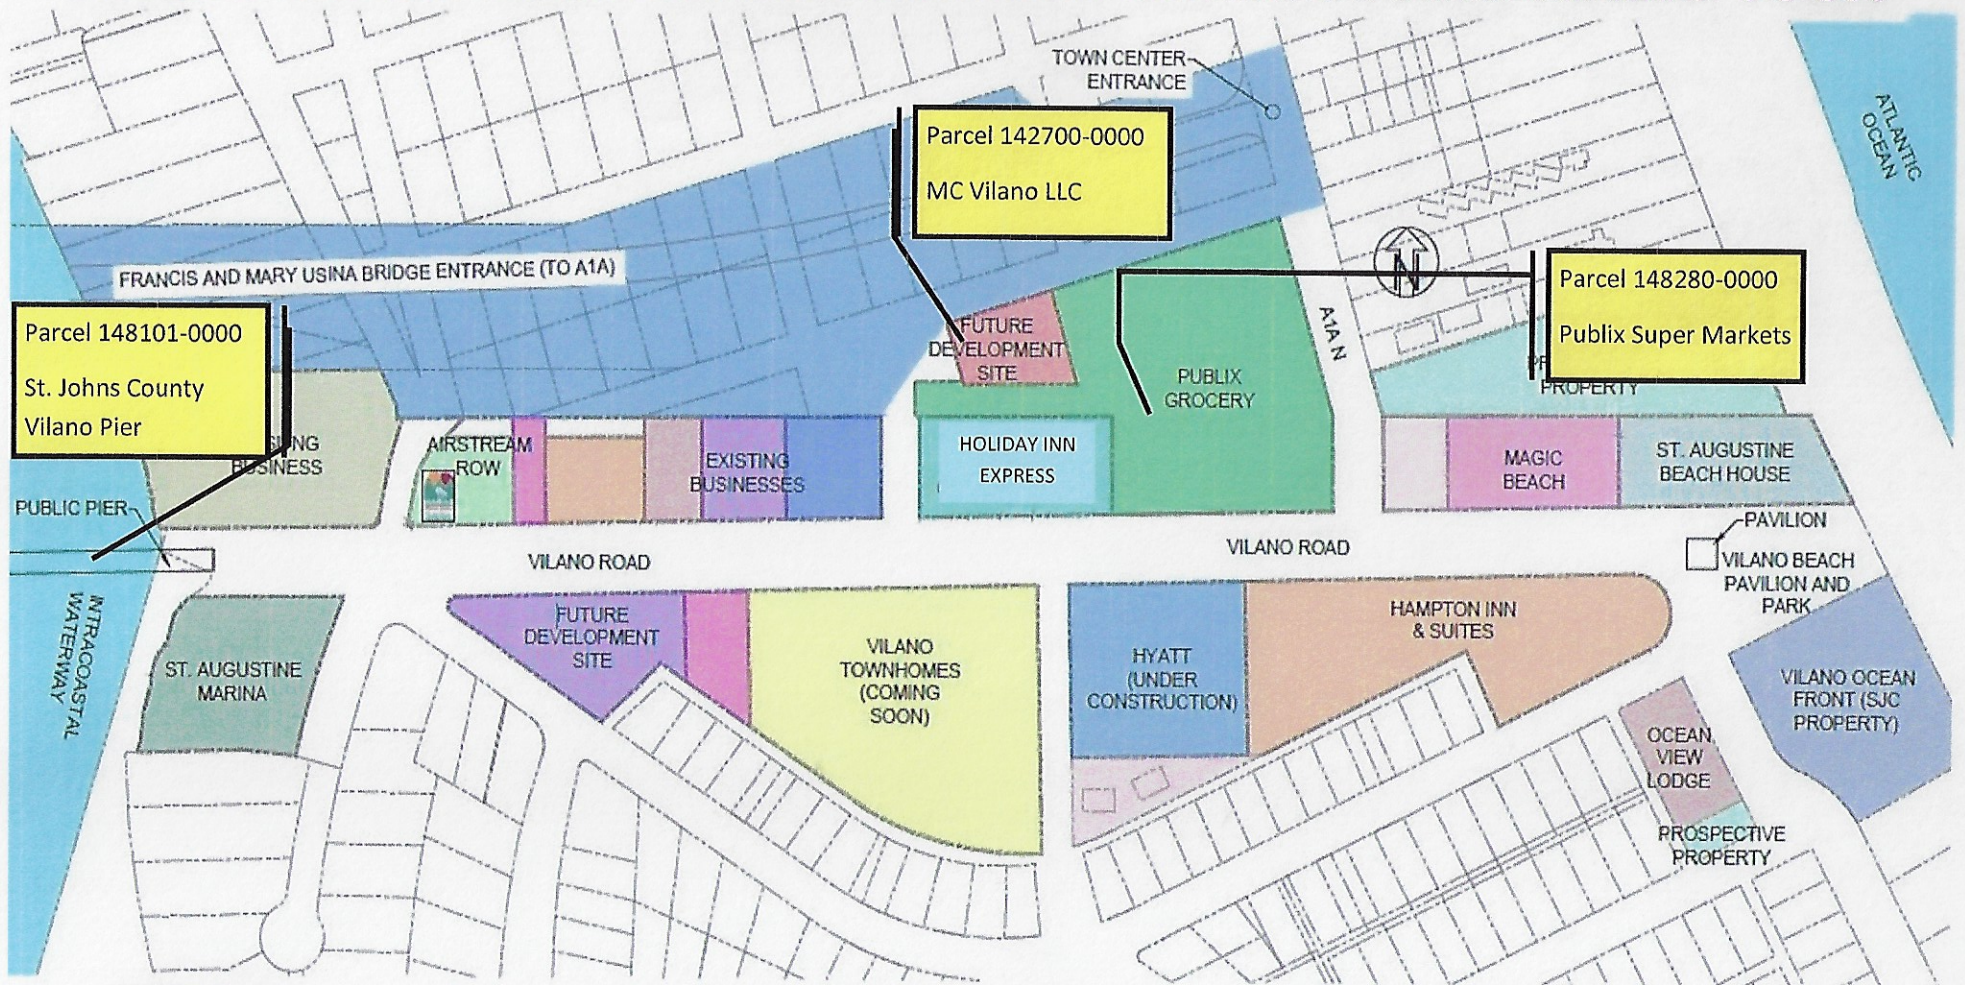 TOWN CENTER
ENTRANCE
ATLANTIC
OCEAN
Parcel 142700-0000
MC Vilano LLC
FRANCIS AND MARY USINA BRIDGE ENTRANCE (TO A1A)
N
Parcel 148280-0000
Publix Super Markets
Parcel 148101-0000
St. Johns County
Vilano Pier
A1A N
FUTURE
DEVELOPMENT
SITE
PUBLIX
GROCERY
PROPERTY
BUSINESS
AIRSTREAM
ROW
EXISTING
BUSINESSES
HOLIDAY INN
EXPRESS
MAGIC
BEACH
ST. AUGUSTINE
BEACH HOUSE
PUBLIC PIER
PAVILION
VILANO ROAD
VILANO ROAD
VILANO BEACH
PAVILION AND
PARK
INTRACOASTAL
WATERWAY
ST. AUGUSTINE
MARINA
FUTURE
DEVELOPMENT
SITE
VILANO
TOWNHOMES
(COMING
SOON)
HYATT
(UNDER
CONSTRUCTION)
HAMPTON INN
& SUITES
VILANO OCEAN
FRONT (SJC
PROPERTY)
OCEAN
VIEW
LODGE
PROSPECTIVE
PROPERTY